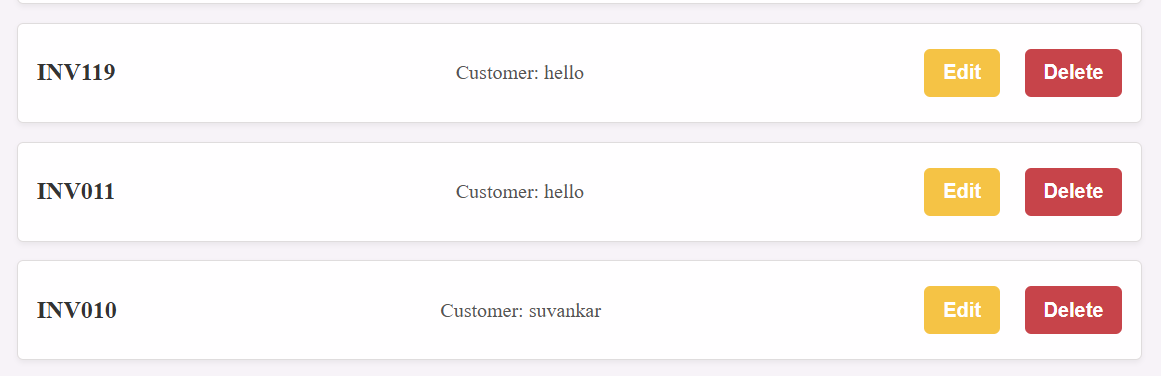 INV119 Customer: hello Edit Delete
INV011 Customer: hello Edit Delete
INV010 Customer: suvankar Edit Delete